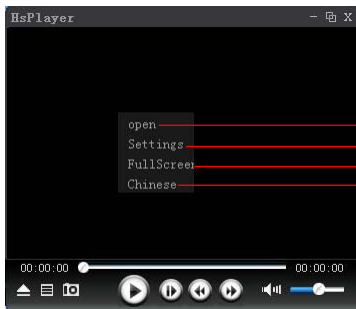 HsPlayer
open
Settings
FullScreen
Chinese
00:00:00 00:00:00